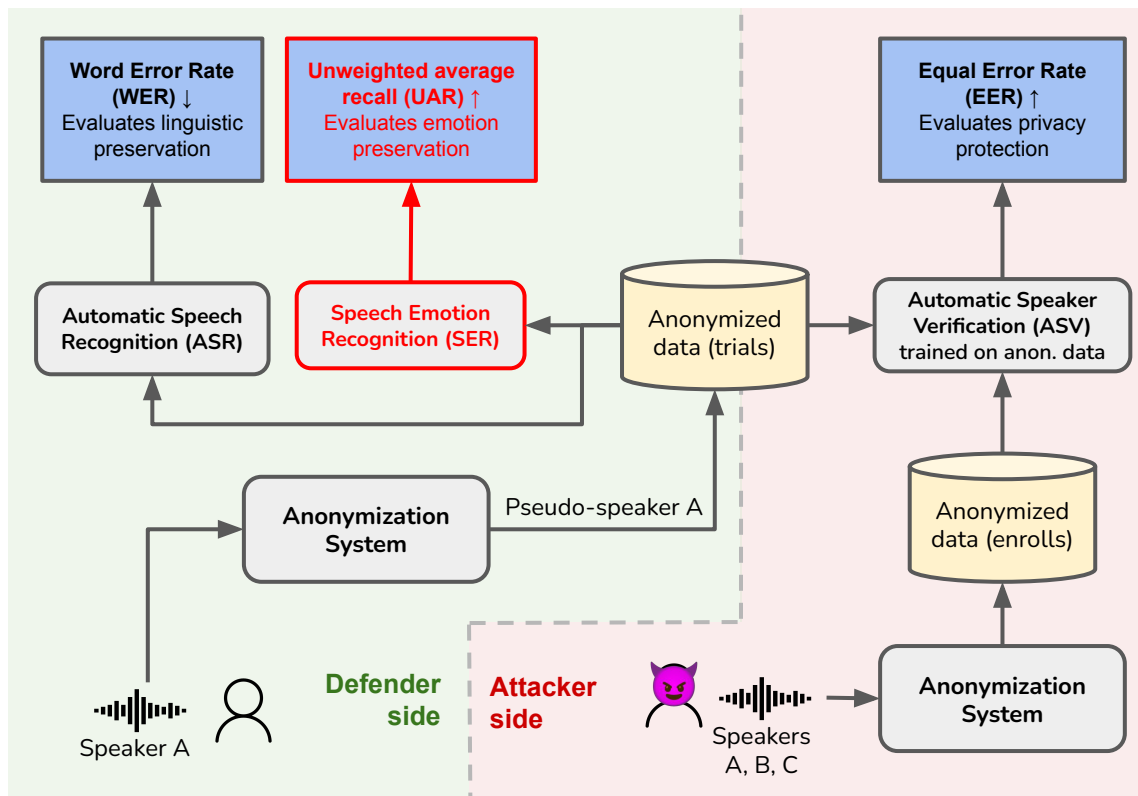 Word Error Rate
(WER) ↓
Evaluates linguistic
preservation
Unweighted average
recall (UAR) ↑
Evaluates emotion
preservation
Equal Error Rate
(EER) ↑
Evaluates privacy
protection
Automatic Speech
Recognition (ASR)
Speech Emotion
Recognition (SER)
Anonymized
data (trials)
Automatic Speaker
Verification (ASV)
trained on anon. data
Anonymization
System
Pseudo-speaker A
Anonymized
data (enrolls)
Speaker A
Defender
side
Attacker
side
Speakers
A, B, C
Anonymization
System